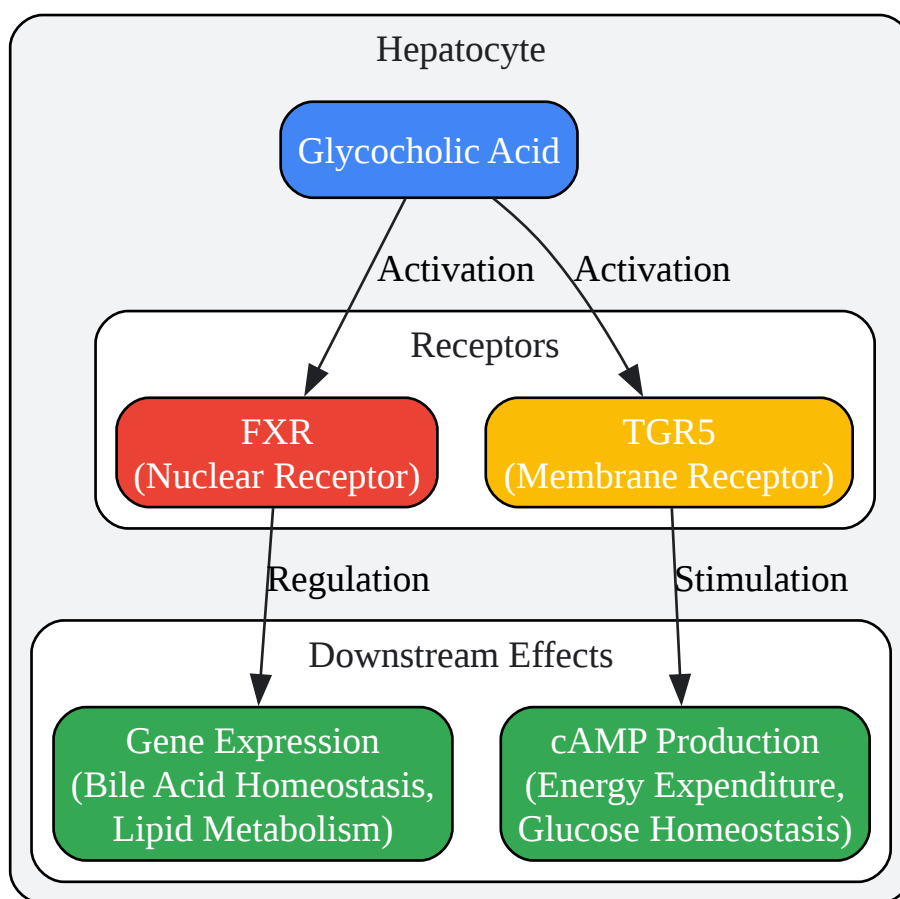 Hepatocyte
Glycocholic Acid
Activation
Activation
Receptors
FXR
(Nuclear Receptor)
TGR5
(Membrane Receptor)
Regulation
Stimulation
Downstream Effects
Gene Expression
(Bile Acid Homeostasis,
Lipid Metabolism)
cAMP Production
(Energy Expenditure,
Glucose Homeostasis)